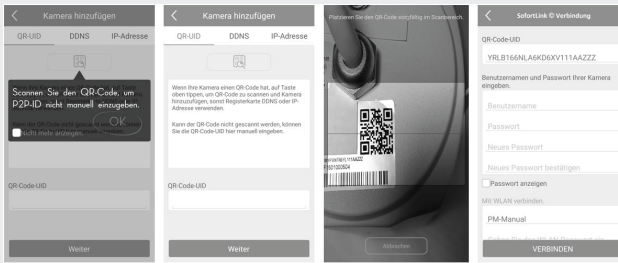 Kamera hinzufügen
QR-UID DDNS IP-Adresse
Scannen Sie den QR-Code, um
P2P-ID nicht manuell einzugeben.
OK
Nicht mehr anzeigen.
QR-Code-UID
Weiter
Kamera hinzufügen
QR-UID DDNS IP-Adresse
Wenn Ihre Kamera einen QR-Code hat, auf Taste
oben tippen, um QR-Code zu scannen und Kamera
hinzuzufügen, sonst Registerkarte DDNS oder IP-
Adresse verwenden.
Kann der QR-Code nicht gescannt werden, können
Sie die QR-Code-UID hier manuell eingeben.
QR-Code-UID
Weiter
Platzieren Sie den QR-Code sorgfältig im Scanbereich.
Abbrechen
SofortLink © Verbindung
QR-Code-UID
YRLB166NLA6KD6XV111AAZZZ
Benutzernamen und Passwort Ihrer Kamera
eingeben.
Benutzername
Passwort
Neues Passwort
Neues Passwort bestätigen
Passwort anzeigen
Mit WLAN verbinden.
PM-Manual
VERBINDEN